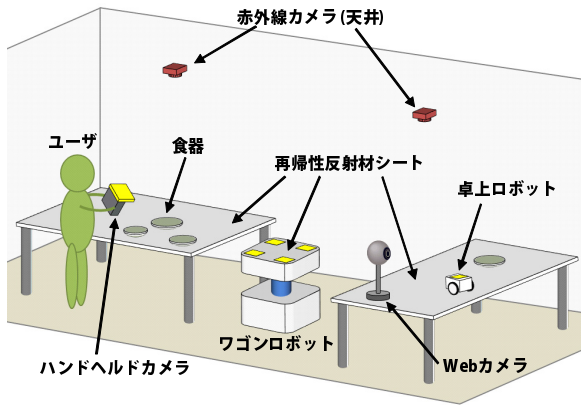 赤外線カメラ(天井)
ユーザ
食器
再帰性反射材シート
卓上ロボット
ワゴンロボット
ハンドヘルドカメラ
Webカメラ